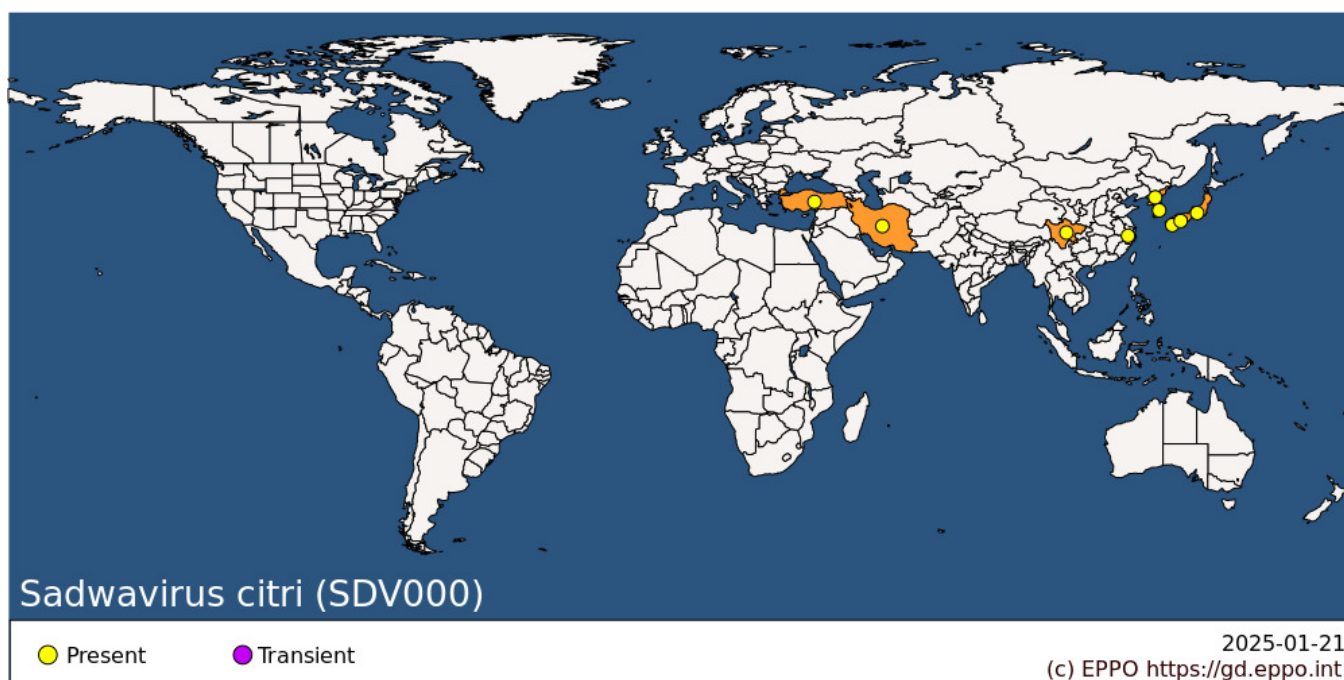 Sadwavirus citri (SDV000)
Present
Transient
2025-01-21
(c) EPPO https://gd.eppo.int